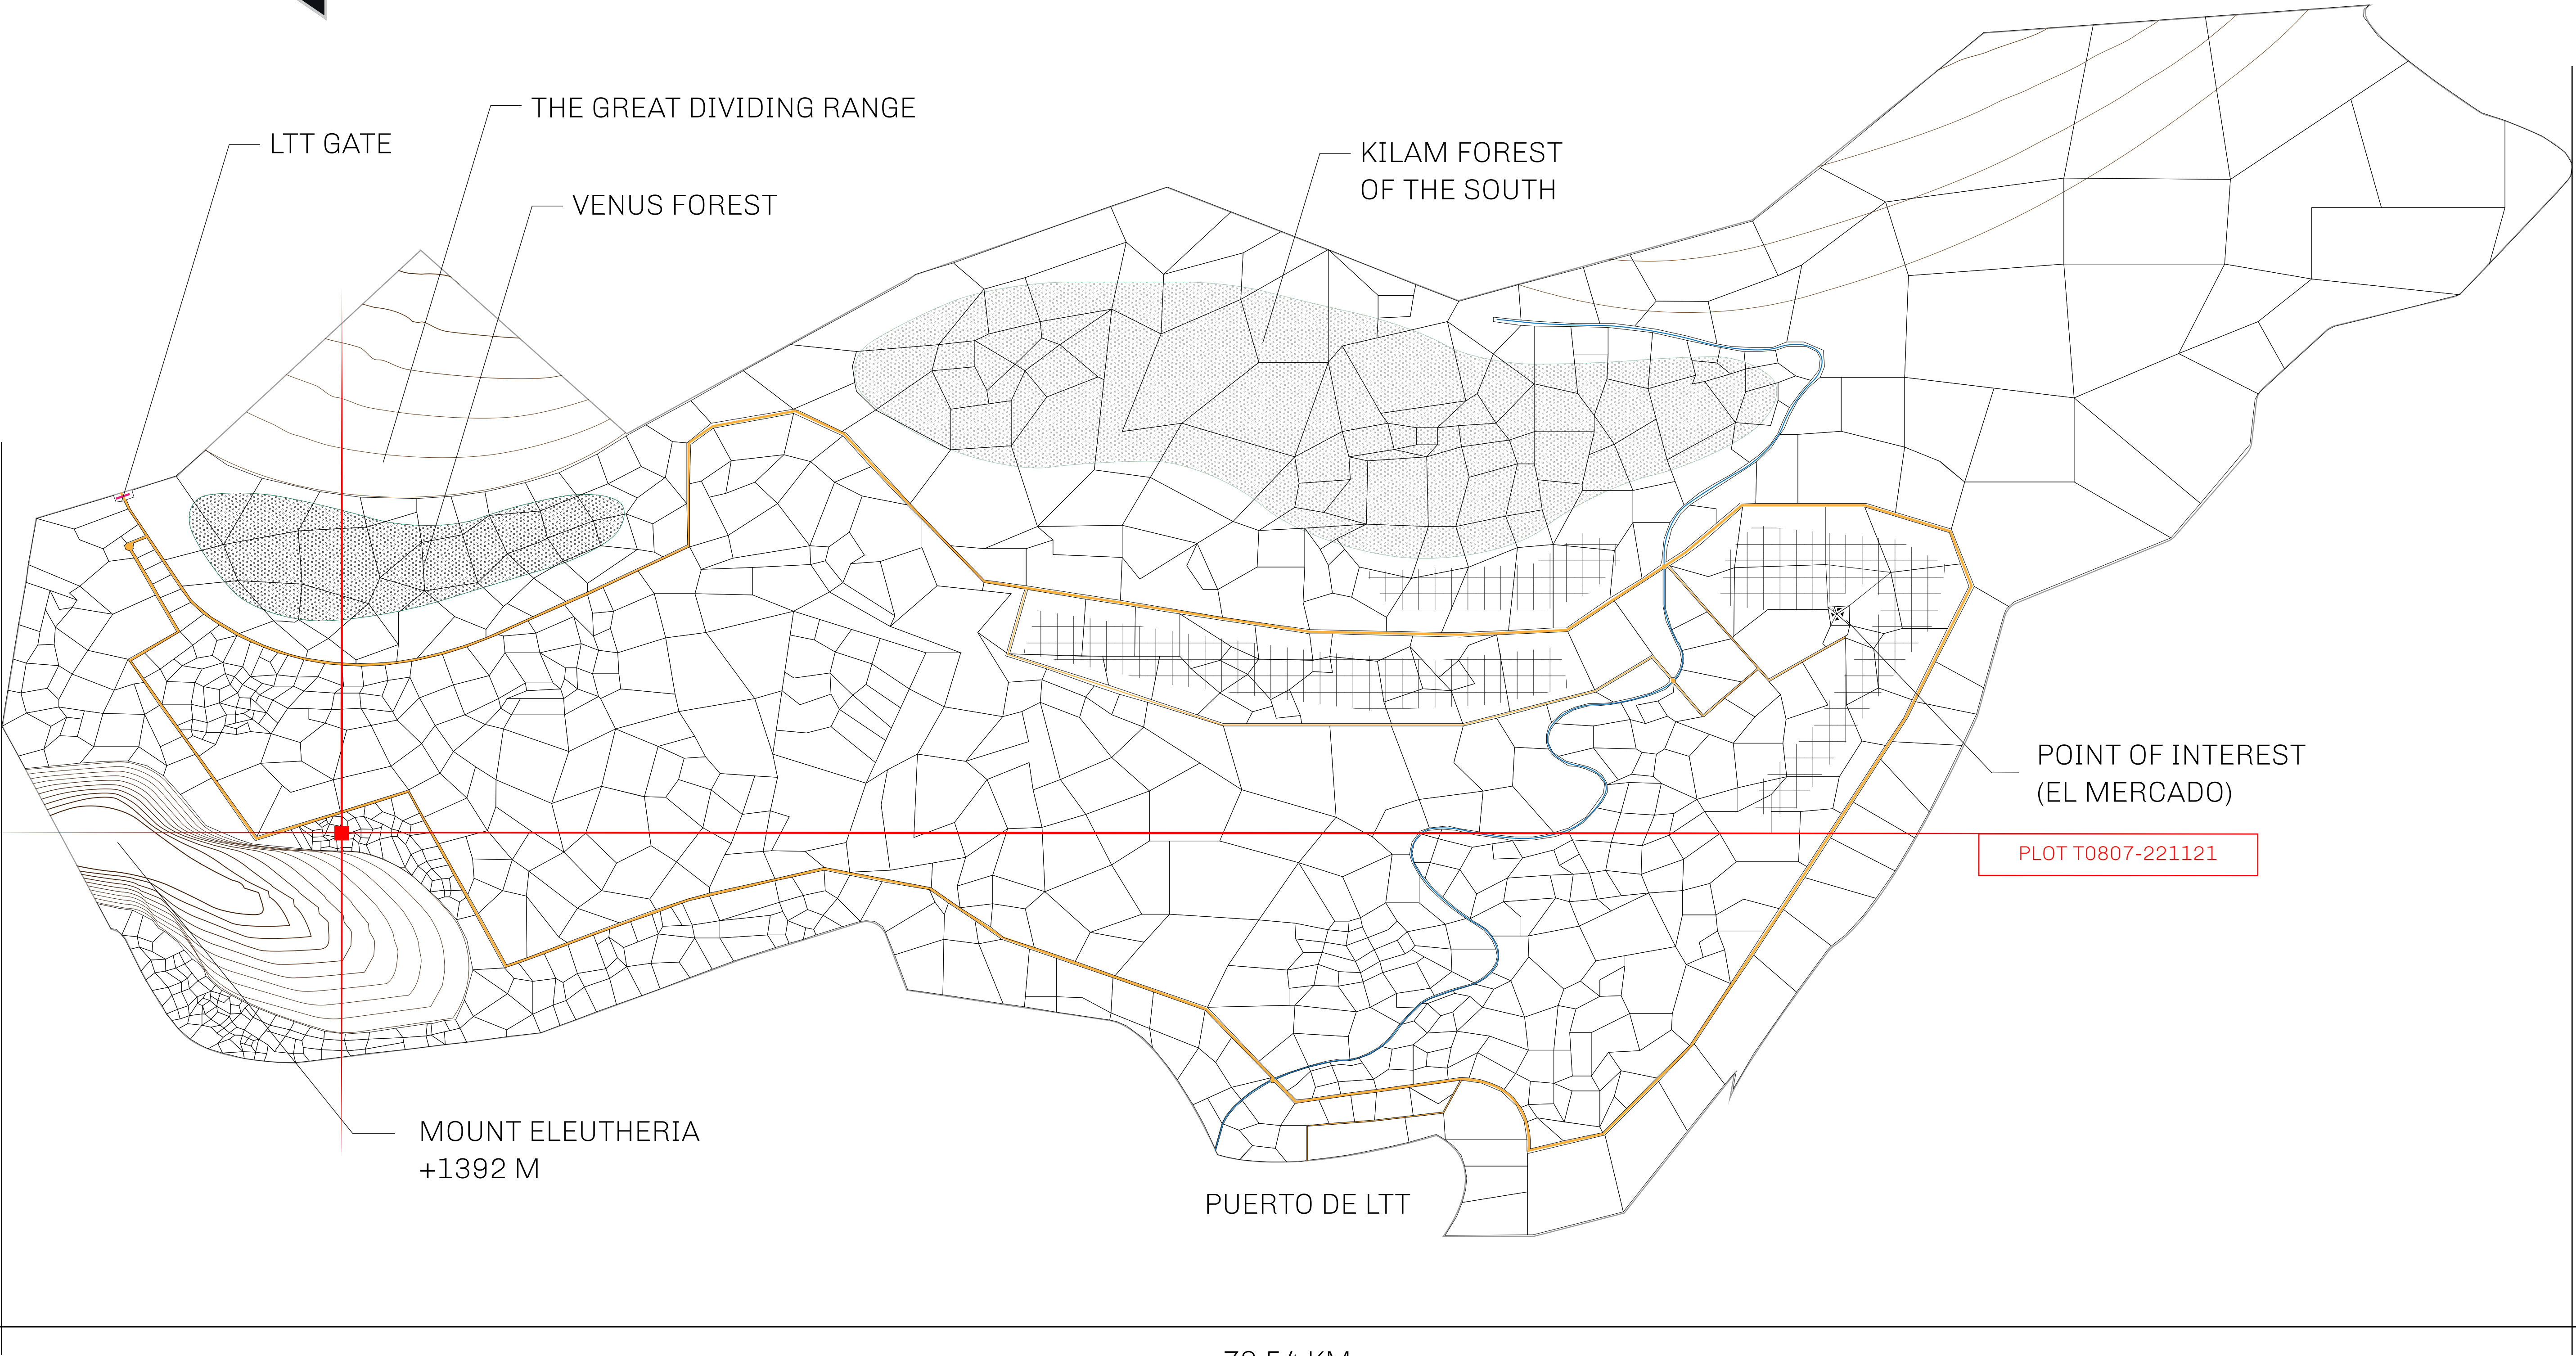 THE GREAT DIVIDING RANGE
LTT GATE
KILAM FOREST
OF THE SOUTH
VENUS FOREST
POINT OF INTEREST
(EL MERCADO)
PLOT T0807-221121
MOUNT ELEUTHERIA
+1392 M
PUERTO DE LTT
KM